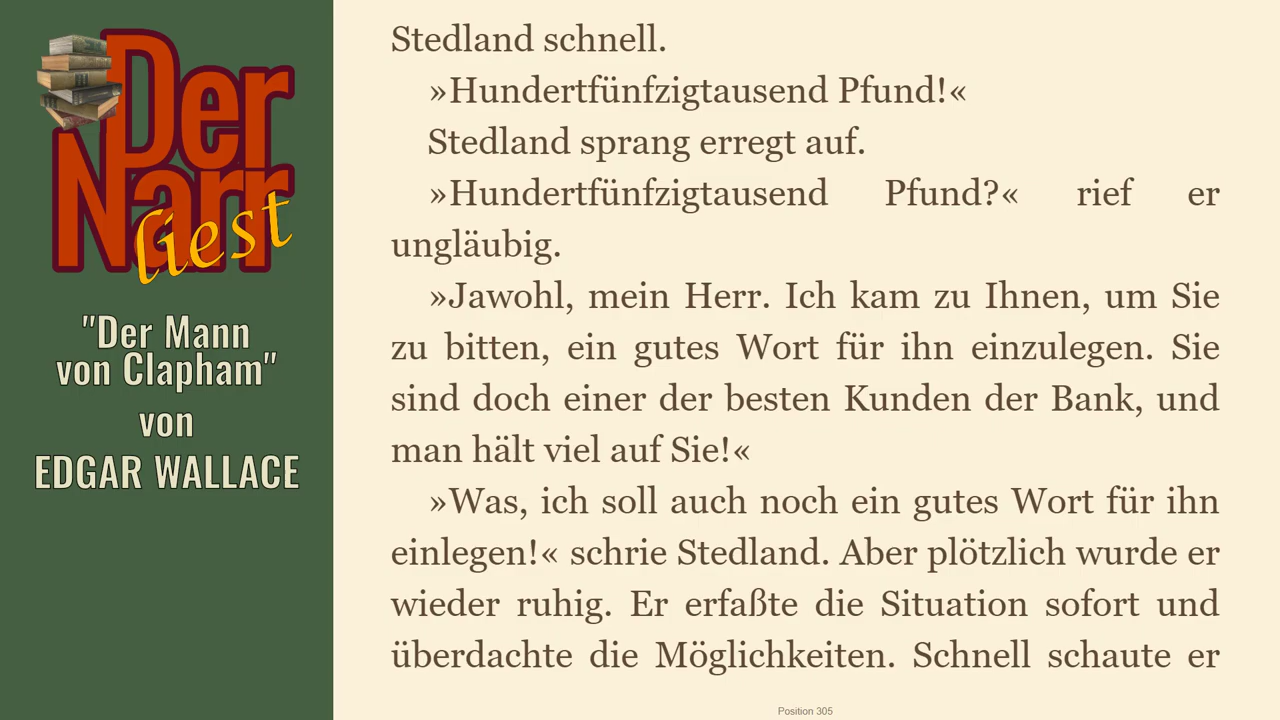 Der
Narr
liest
"Der Mann
von Clapham"
von
EDGAR WALLACE
Stedland schnell.
»Hundertfünfzigtausend Pfund!«
Stedland sprang erregt auf.
»Hundertfünfzigtausend Pfund?« rief er
ungläubig.
»Jawohl, mein Herr. Ich kam zu Ihnen, um Sie
zu bitten, ein gutes Wort für ihn einzulegen. Sie
sind doch einer der besten Kunden der Bank, und
man hält viel auf Sie!«
»Was, ich soll auch noch ein gutes Wort für ihn
einlegen!« schrie Stedland. Aber plötzlich wurde er
wieder ruhig. Er erfaßte die Situation sofort und
überdachte die Möglichkeiten. Schnell schaute er
Position 305